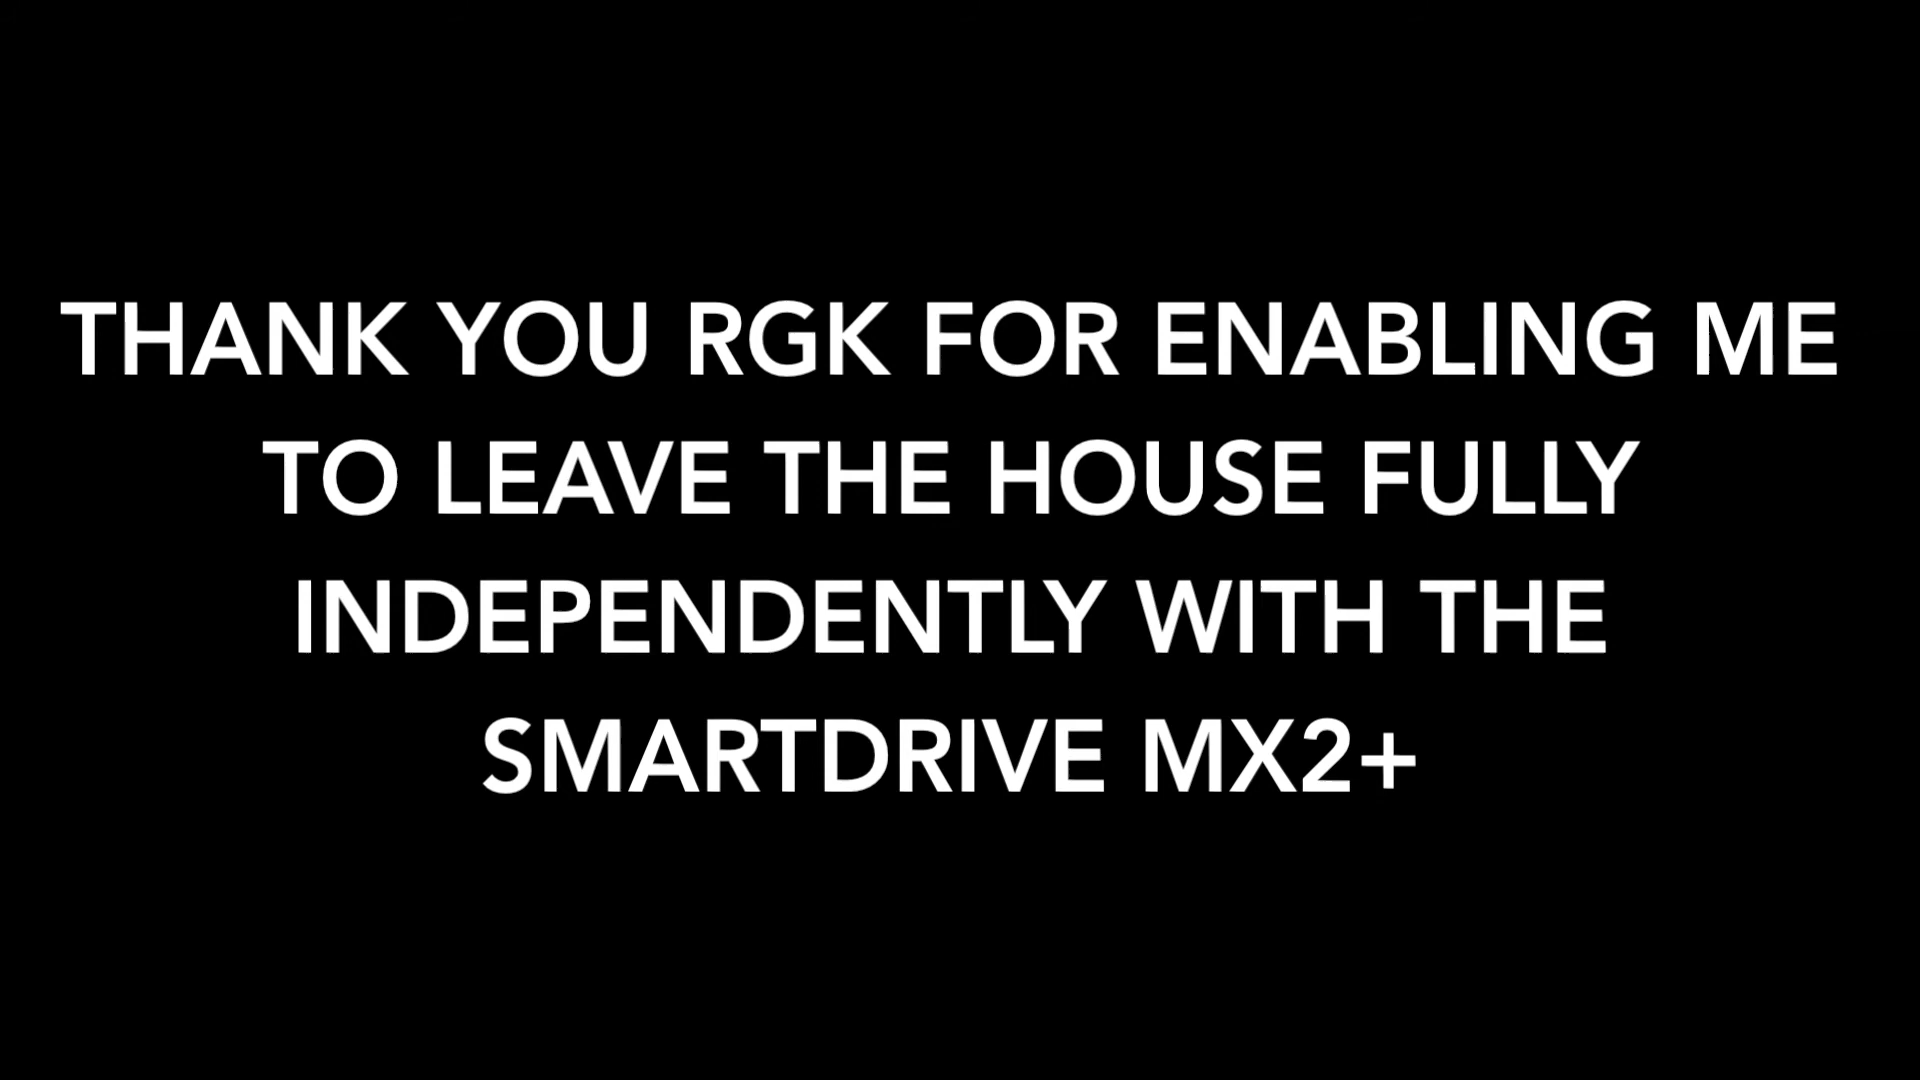 THANK YOU RGK FOR ENABLING ME
TO LEAVE THE HOUSE FULLY
INDEPENDENTLY WITH THE
SMARTDRIVE MX2+